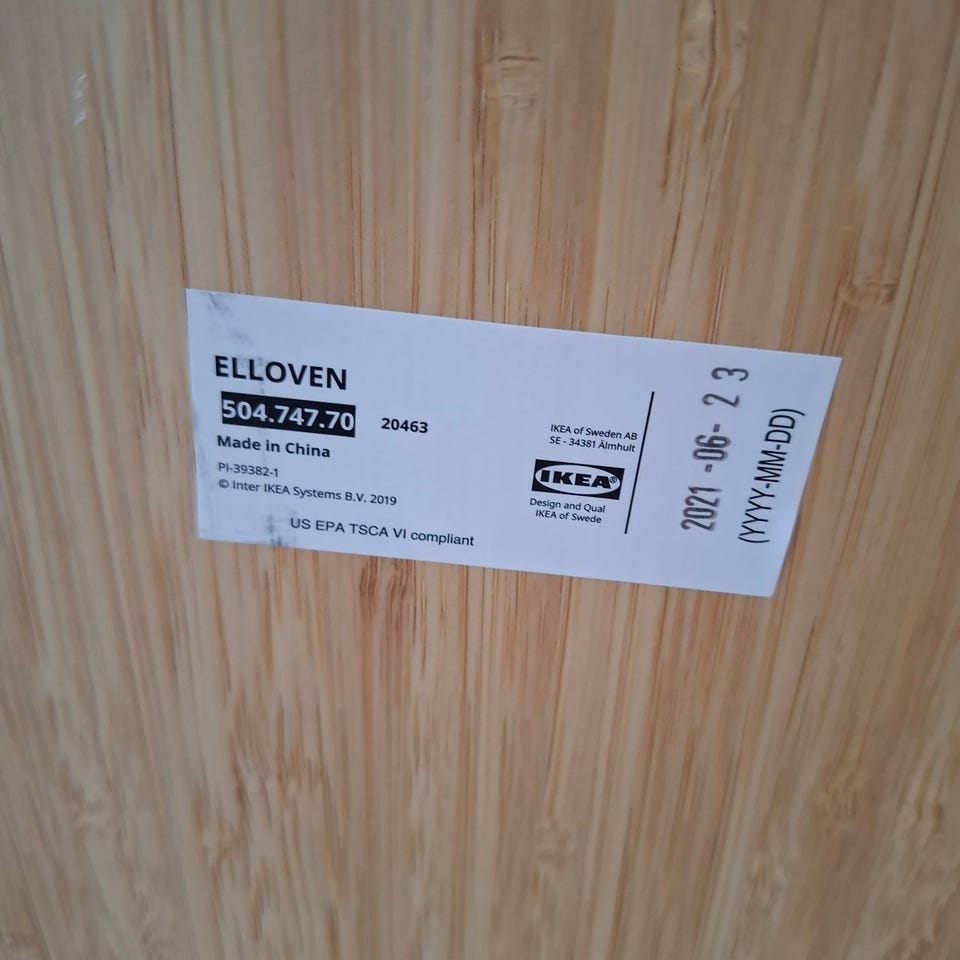 ELLOVEN
504.747.70 20463
Made in China
PI-39382-1
© Inter IKEA Systems B.V. 2019
US EPA TSCA VI compliant
IKEA of Sweden AB
SE - 34381 Älmhult
IKEA®
Design and Qual
IKEA of Swede
2021 -06- 2 3
(YYYY-MM-DD)